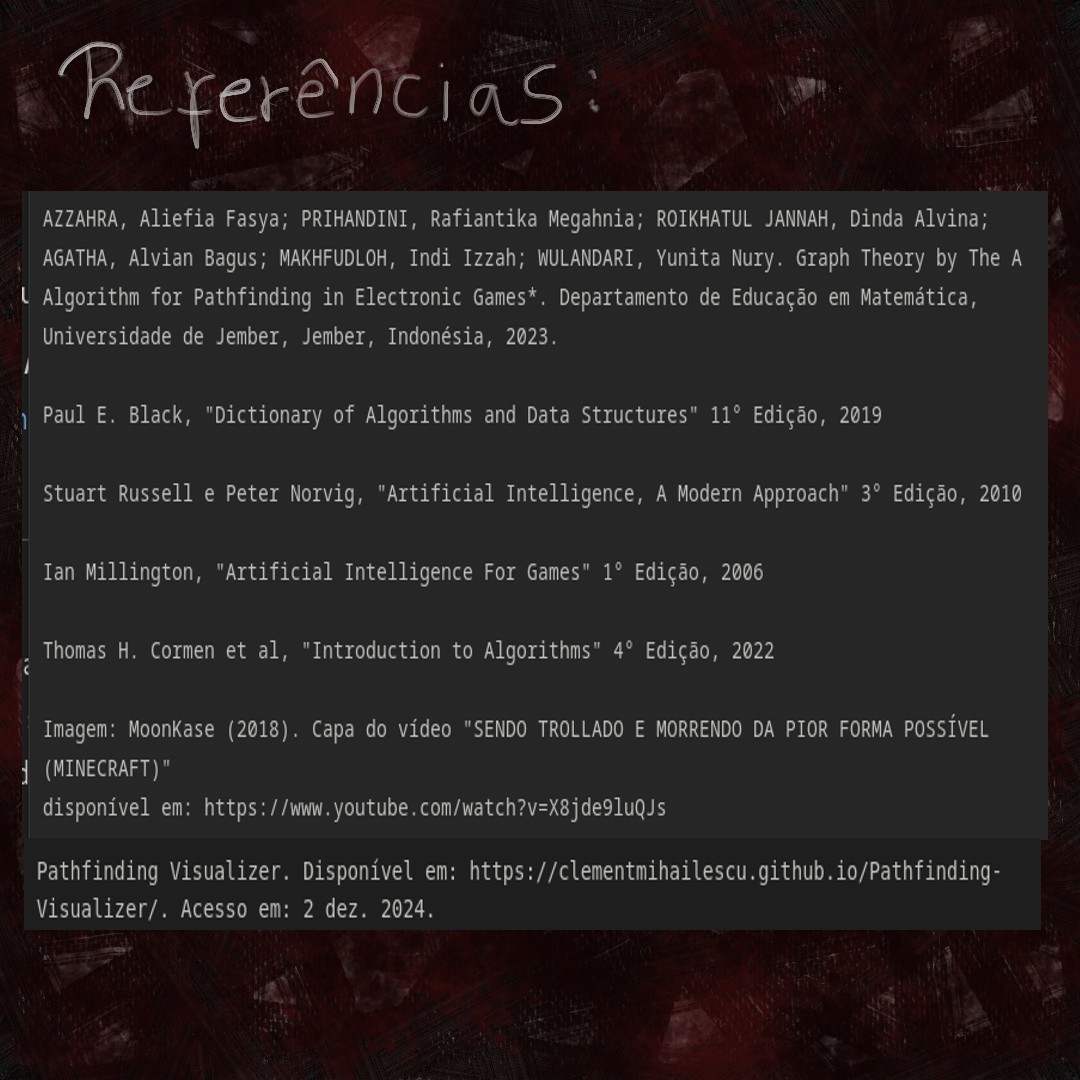 Referências:
AZZAHRA, Aliefia Fasya; PRIHANDINI, Rafiantika Megahnia; ROIKHATUL JANNAH, Dinda Alvina;
AGATHA, Alvian Bagus; MAKHFUDLOH, Indi Izzah; WULANDARI, Yunita Nury. Graph Theory by The A
Algorithm for Pathfinding in Electronic Games*. Departamento de Educação em Matemática,
Universidade de Jember, Jember, Indonésia, 2023.
Paul E. Black, "Dictionary of Algorithms and Data Structures" 11° Edição, 2019
Stuart Russell e Peter Norvig, "Artificial Intelligence, A Modern Approach" 3° Edição, 2010
Ian Millington, "Artificial Intelligence For Games" 1° Edição, 2006
Thomas H. Cormen et al, "Introduction to Algorithms" 4° Edição, 2022
Imagem: MoonKase (2018). Capa do vídeo "SENDO TROLLADO E MORRENDO DA PIOR FORMA POSSÍVEL
(MINECRAFT)"
disponível em: https://www.youtube.com/watch?v=X8jde9luQJs
Pathfinding Visualizer. Disponível em: https://clementmihailescu.github.io/Pathfinding-
Visualizer/. Acesso em: 2 dez. 2024.